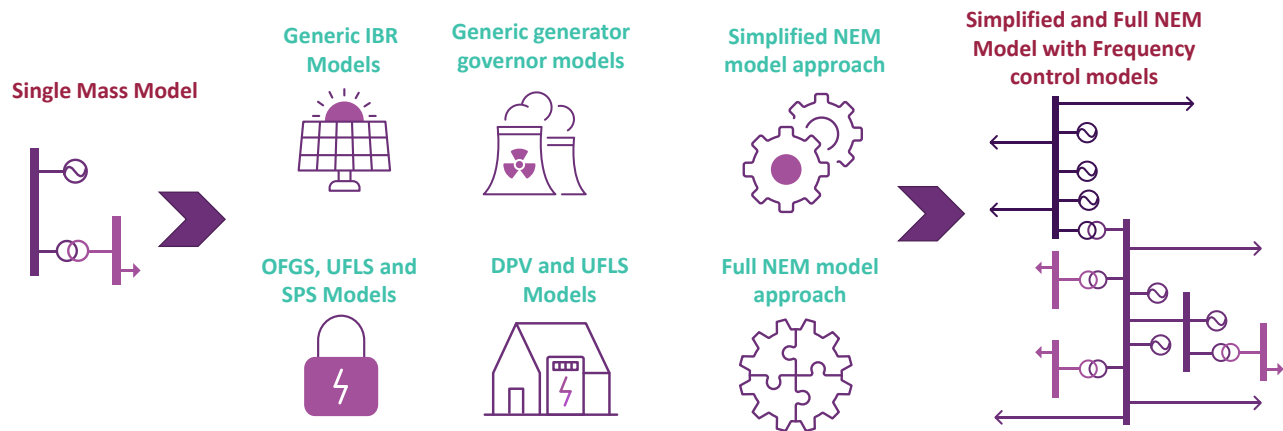 Single Mass Model
Generic IBR
Models
Generic generator
governor models
OFGS, UFLS and
SPS Models
DPV and UFLS
Models
Simplified NEM
model approach
Full NEM model
approach
Simplified and Full NEM
Model with Frequency
control models